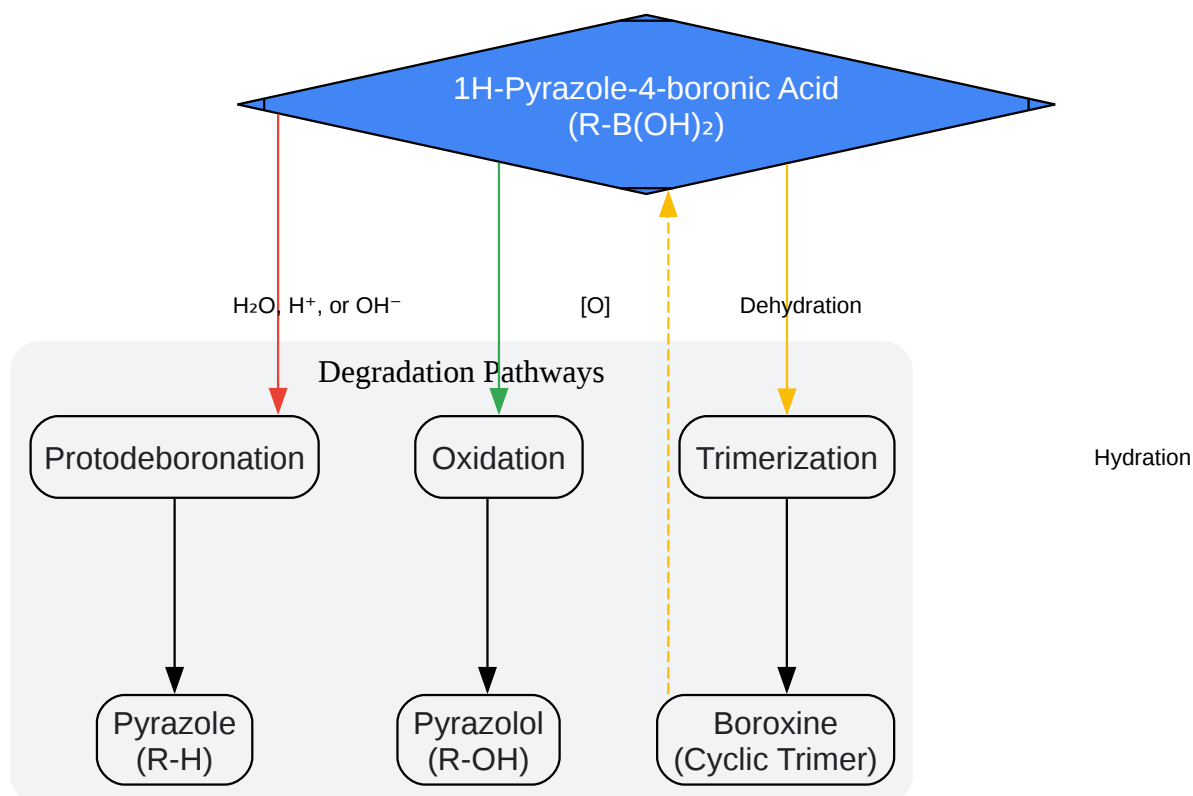 1H-Pyrazole-4-boronic Acid
(R-B(OH)₂)
H₂O, H⁺, or OH⁻
[O]
Dehydration
Degradation Pathways
Protodeboronation
Oxidation
Trimerization
Hydration
Pyrazole
(R-H)
Pyrazolol
(R-OH)
Boroxine
(Cyclic Trimer)